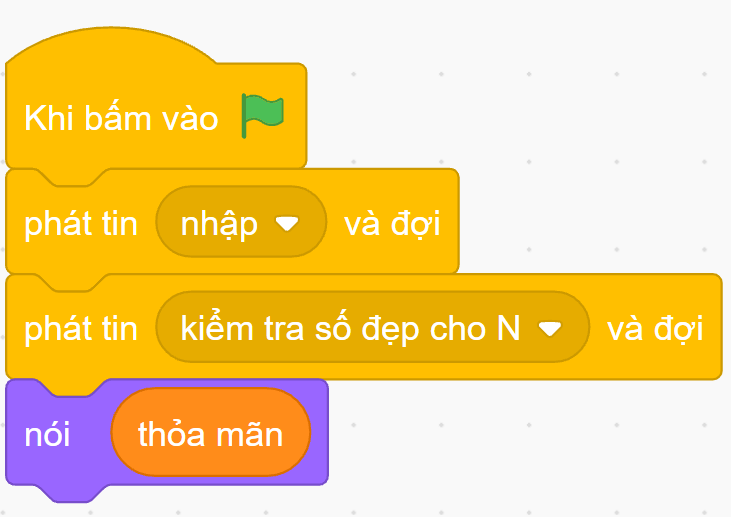 Khi bấm vào
phát tin nhập và đợi
phát tin kiểm tra số đẹp cho N và đợi
nói thỏa mãn